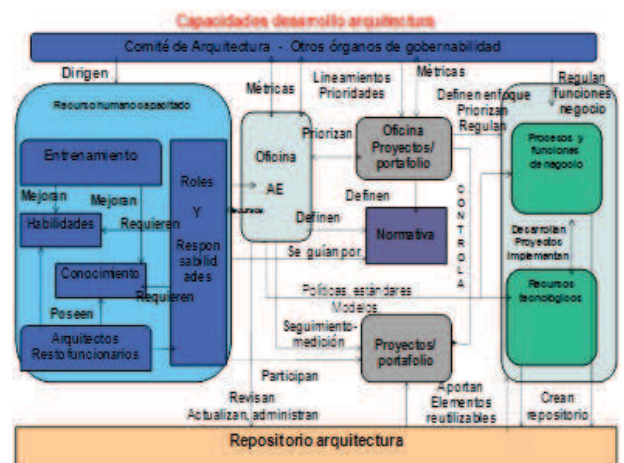 Capacidades desarrollo arquitectura
Comité de Arquitectura - Otros órganos de gobernabilidad
Dirigen
Métricas
Lineamientos
Prioridades
Métricas
Regulan
funciones
negocio
Recurso humano capacitado
Definen enfoque
Priorizan
Regulan
Entrenamiento
Mejoran
Mejoran
Habilidades
Requieren
Conocimiento
Requieren
Poseen
Arquitectos
Resto funcionarios
Roles
Y
Respon
sabilid
ades
Recursos
Oficina
AE
Priorizan
Oficina
Proyectos/
portafolio
Definen
Definen
Normativa
CONTROLA
Se guían por
Procesos y
funciones
de negocio
Desarrollan
Proyectos
Implementan
Recursos
tecnológicos
Políticas, estándares
Modelos
Seguimiento-
medición
Proyectos/
portafolio
Participan
Revisan
Actualizan, administran
Aportan
Elementos
reutilizables
Crean
repositorio
Repositorio arquitectura